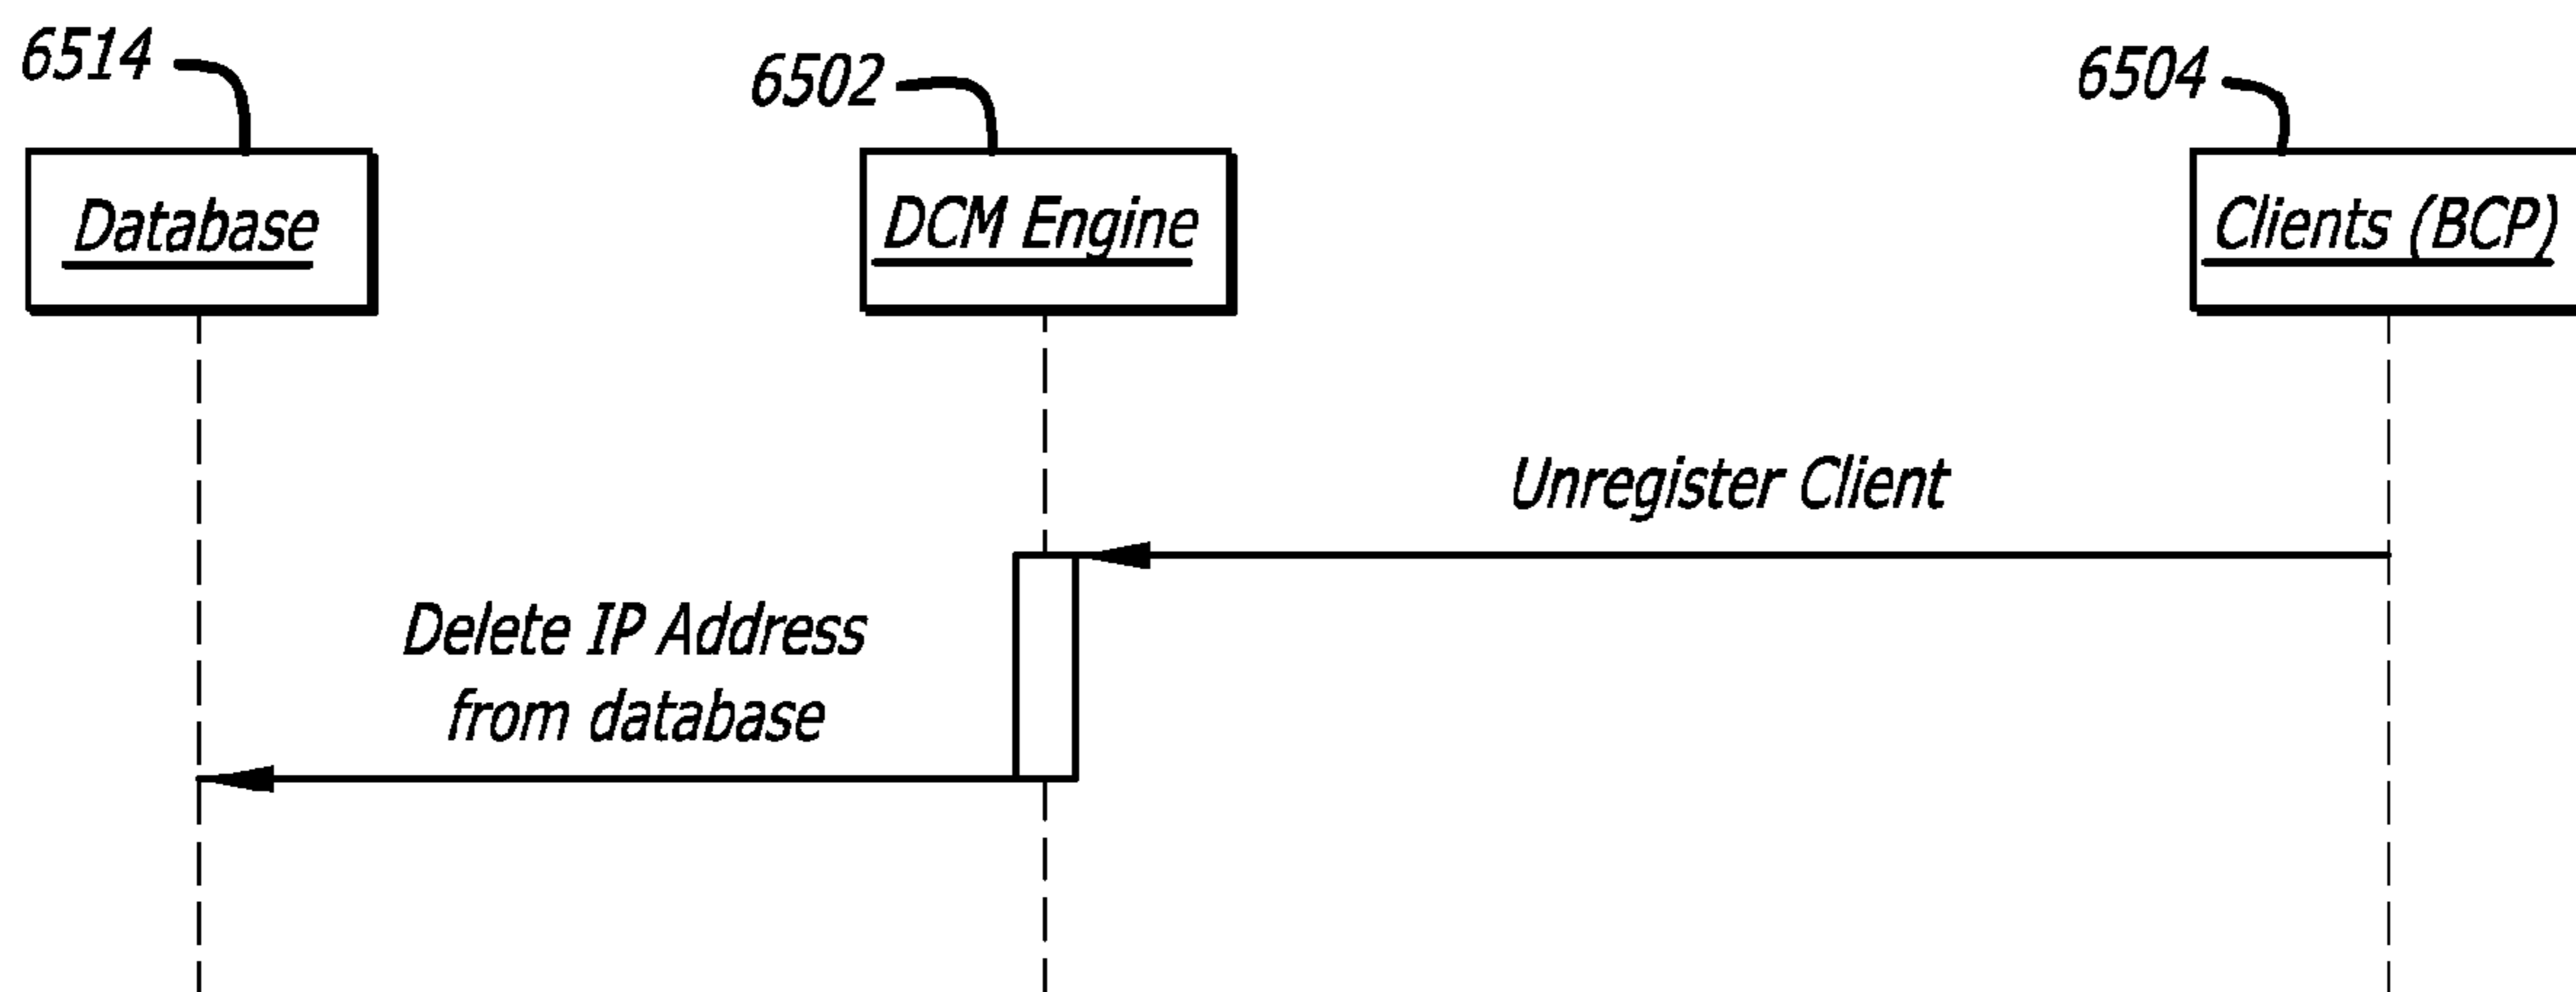 6514
6502
6504
Database
DCM Engine
Clients (BCP)
Unregister Client
Delete IP Address
from database